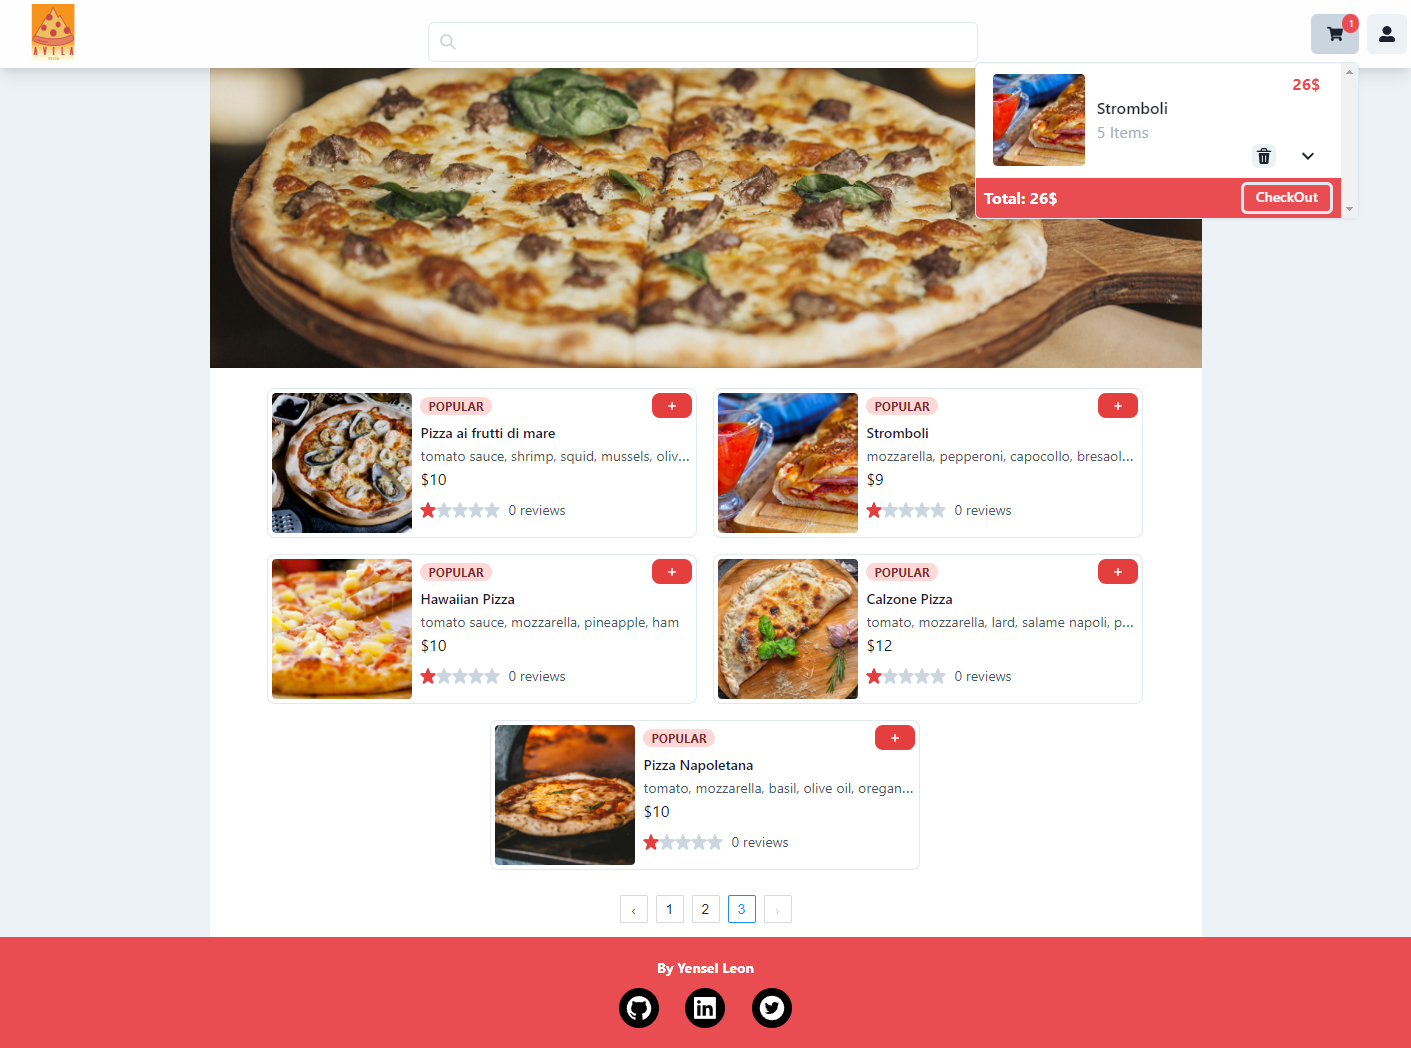 AVILA
1
26$
Stromboli
5 Items
Total: 26$
CheckOut
POPULAR
+
Pizza ai frutti di mare
tomato sauce, shrimp, squid, mussels, oliv...
$10
0 reviews
POPULAR
+
Stromboli
mozzarella, pepperoni, capocollo, bresaol...
$9
0 reviews
POPULAR
+
Hawaiian Pizza
tomato sauce, mozzarella, pineapple, ham
$10
0 reviews
POPULAR
+
Calzone Pizza
tomato, mozzarella, lard, salame napoli, p...
$12
0 reviews
POPULAR
+
Pizza Napoletana
tomato, mozzarella, basil, olive oil, oregan...
$10
0 reviews
‹ 1 2 3 ›
By Yensel Leon
in